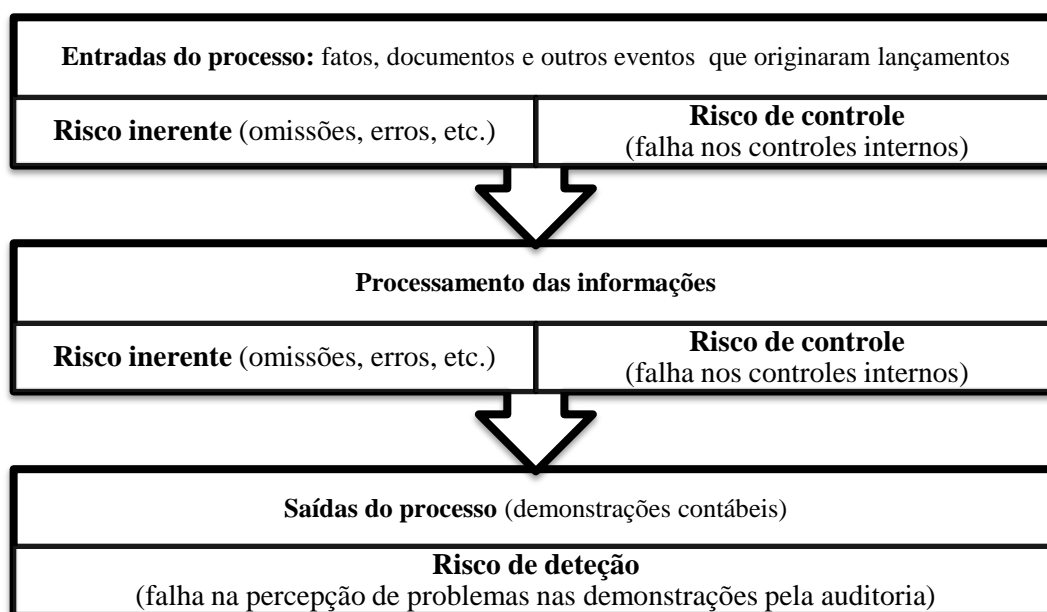 Entradas do processo: fatos, documentos e outros eventos que originaram lançamentos
Risco inerente (omissões, erros, etc.)
Risco de controle
(falha nos controles internos)
Processamento das informações
Risco inerente (omissões, erros, etc.)
Risco de controle
(falha nos controles internos)
Saídas do processo (demonstrações contábeis)
Risco de deteção
(falha na percepção de problemas nas demonstrações pela auditoria)